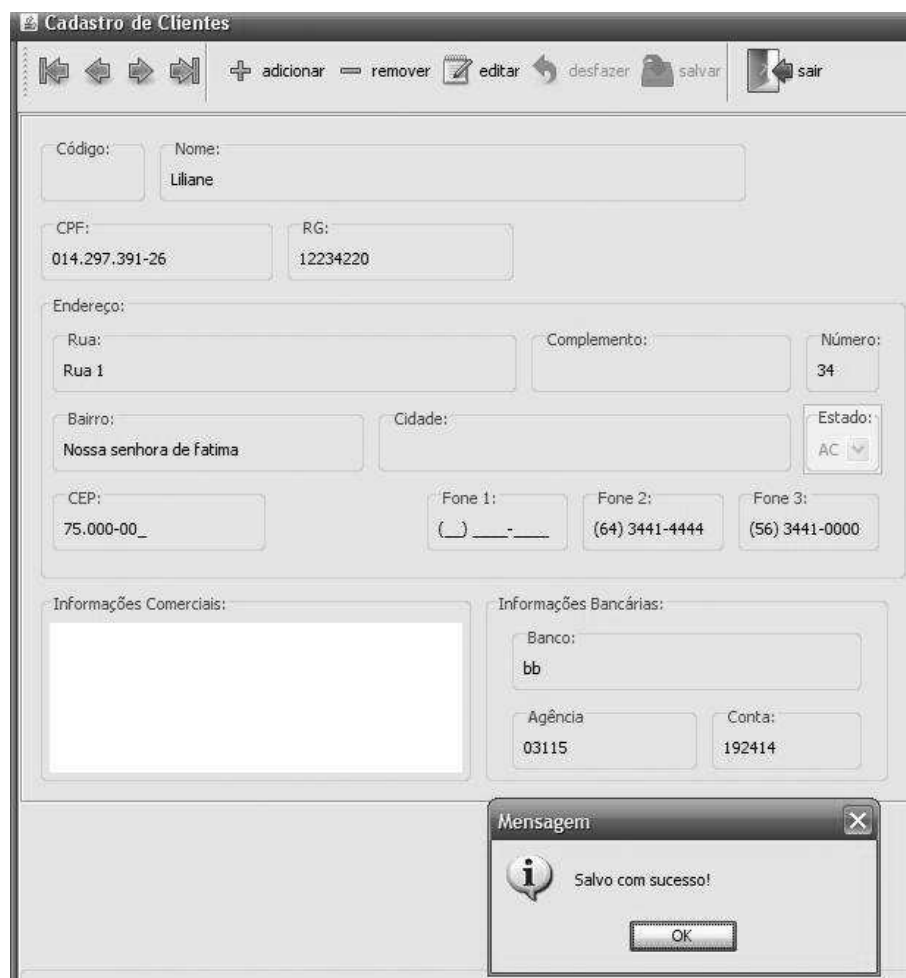 Cadastro de Clientes
adicionar remover editar desfazer salvar sair
Código: Nome:
Liliane
CPF: RG:
014.297.391-26 12234220
Endereço:
Rua: Complemento: Número:
Rua 1 34
Bairro: Cidade: Estado:
Nossa senhora de fatima AC
CEP: Fone 1: Fone 2: Fone 3:
75.000-00_ (__) ____-____ (64) 3441-4444 (56) 3441-0000
Informações Comerciais: Informações Bancárias:
Banco:
bb
Agência Conta:
03115 192414
Mensagem
Salvo com sucesso!
OK